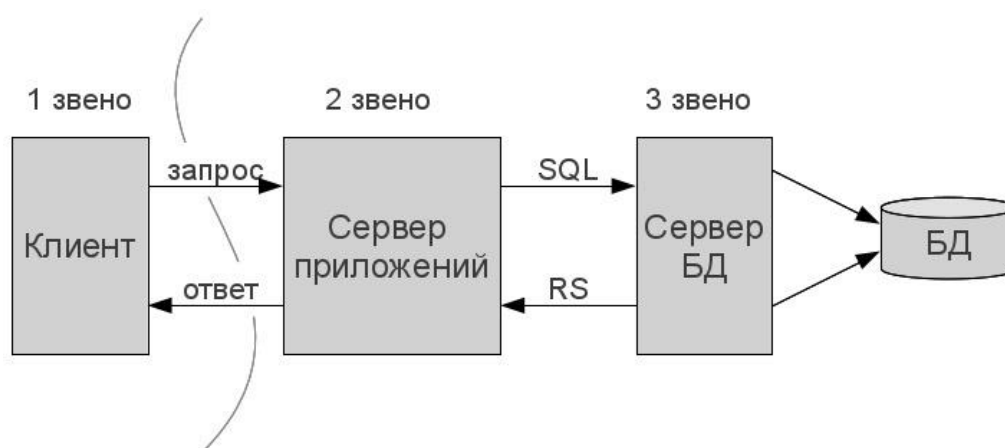 1 звено
2 звено
3 звено
запрос
SQL
Клиент
Сервер
приложений
Сервер
БД
БД
ответ
RS